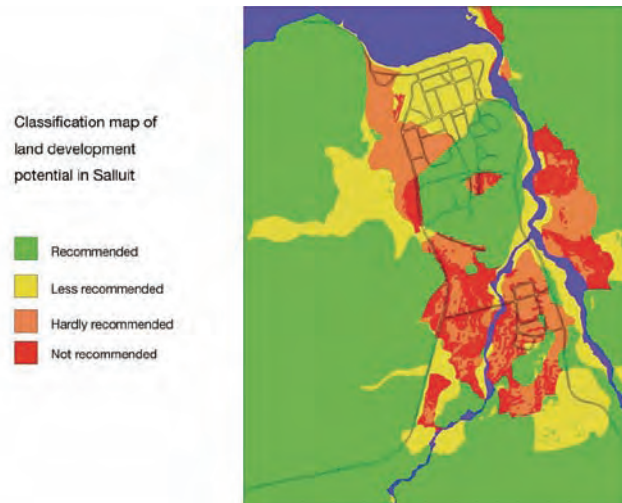 Classification map of
land development
potential in Salluit
Recommended
Less recommended
Hardly recommended
Not recommended